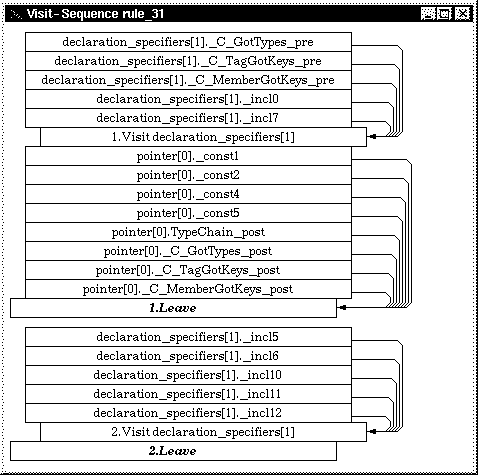 Visit-Sequence rule_31
declaration_specifiers[1]._C_GotTypes_pre
declaration_specifiers[1]._C_TagGotKeys_pre
declaration_specifiers[1]._C_MemberGotKeys_pre
declaration_specifiers[1]._incl0
declaration_specifiers[1]._incl7
1.Visit declaration_specifiers[1]
pointer[0]._const1
pointer[0]._const2
pointer[0]._const4
pointer[0]._const5
pointer[0].TypeChain_post
pointer[0]._C_GotTypes_post
pointer[0]._C_TagGotKeys_post
pointer[0]._C_MemberGotKeys_post
1.Leave
declaration_specifiers[1]._incl5
declaration_specifiers[1]._incl6
declaration_specifiers[1]._incl10
declaration_specifiers[1]._incl11
declaration_specifiers[1]._incl12
2.Visit declaration_specifiers[1]
2.Leave